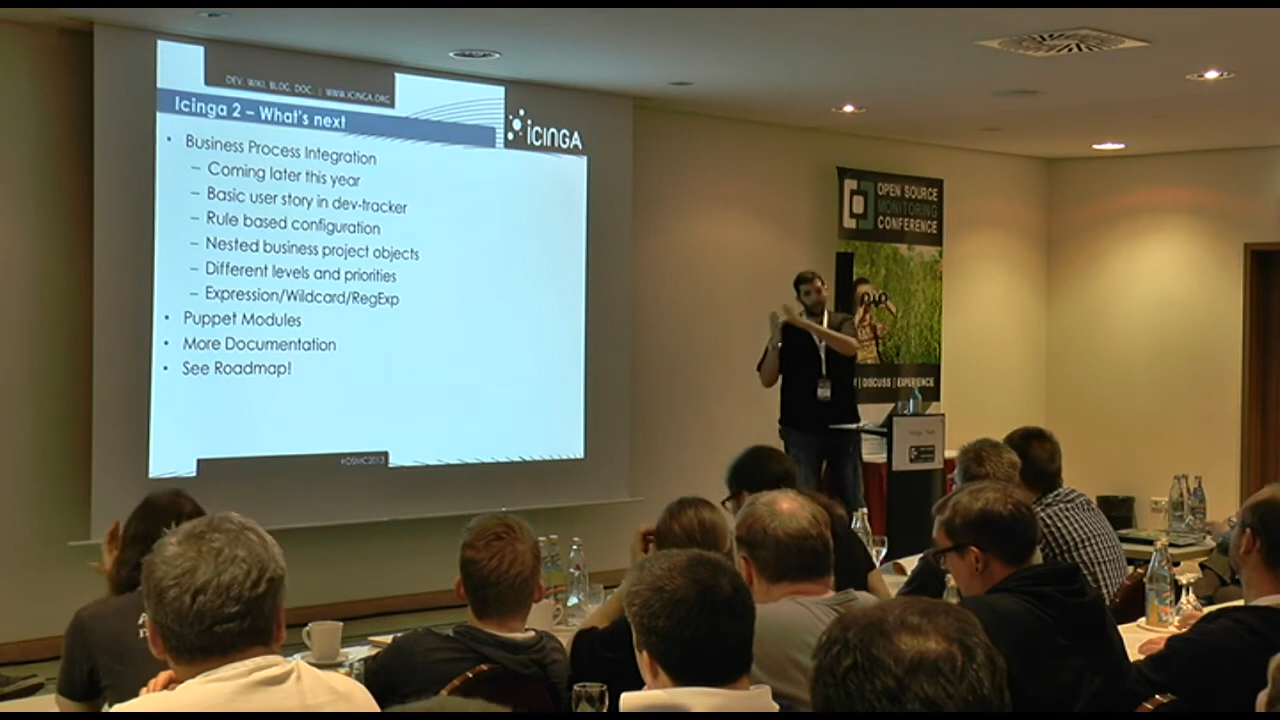 DEV. WIKI. BLOG. DOC. | WWW.ICINGA.ORG
Icinga 2 – What's next
ICINGA
• Business Process Integration
– Coming later this year
– Basic user story in dev-tracker
– Rule based configuration
– Nested business project objects
– Different levels and priorities
– Expression/Wildcard/RegExp
• Puppet Modules
• More Documentation
• See Roadmap!
#OSMC2013
OPEN SOURCE
MONITORING
CONFERENCE
| DISCUSS | EXPERIENCE
Icinga Team